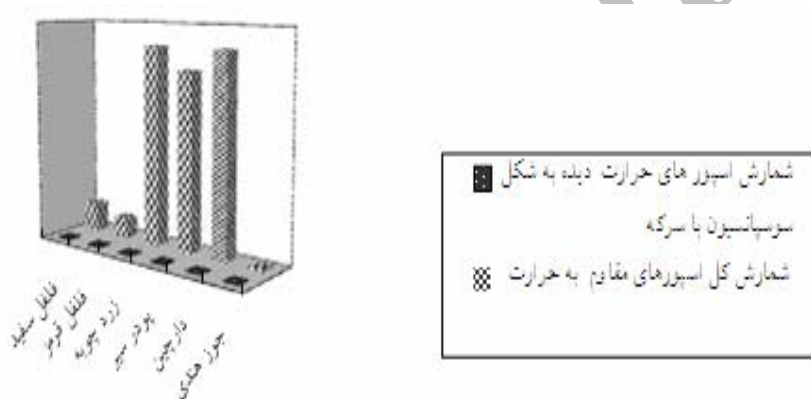 فلفل سفید
فلفل قرمز
زرد چوبه
پودر سیر
دارچین
جوز هندی
شمارش اسپور های حرارت دیده به شکل
سوسپانسیون با سرکه
شمارش کل اسپورهای مقاوم به حرارت